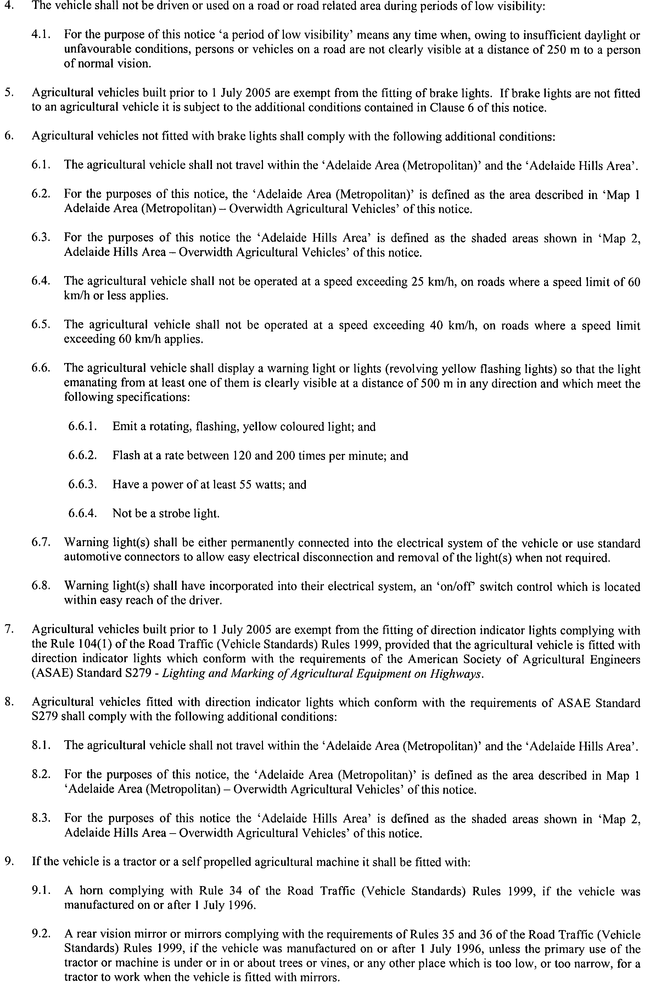 4. The vehicle shall not be driven or used on a road or road related area during periods of low visibility:
4.1. For the purpose of this notice ‘a period of low visibility’ means any time when, owing to insufficient daylight or
unfavourable conditions, persons or vehicles on a road are not clearly visible at a distance of 250 m to a person
of normal vision.
5. Agricultural vehicles built prior to 1 July 2005 are exempt from the fitting of brake lights. If brake lights are not fitted
to an agricultural vehicle it is subject to the additional conditions contained in Clause 6 of this notice.
6. Agricultural vehicles not fitted with brake lights shall comply with the following additional conditions:
6.1. The agricultural vehicle shall not travel within the ‘Adelaide Area (Metropolitan)’ and the ‘Adelaide Hills Area’.
6.2. For the purposes of this notice, the ‘Adelaide Area (Metropolitan)’ is defined as the area described in ‘Map 1
Adelaide Area (Metropolitan) – Overwidth Agricultural Vehicles’ of this notice.
6.3. For the purposes of this notice the ‘Adelaide Hills Area’ is defined as the shaded areas shown in ‘Map 2,
Adelaide Hills Area – Overwidth Agricultural Vehicles’ of this notice.
6.4. The agricultural vehicle shall not be operated at a speed exceeding 25 km/h, on roads where a speed limit of 60
km/h or less applies.
6.5. The agricultural vehicle shall not be operated at a speed exceeding 40 km/h, on roads where a speed limit
exceeding 60 km/h applies.
6.6. The agricultural vehicle shall display a warning light or lights (revolving yellow flashing lights) so that the light
emanating from at least one of them is clearly visible at a distance of 500 m in any direction and which meet the
following specifications:
6.6.1. Emit a rotating, flashing, yellow coloured light; and
6.6.2. Flash at a rate between 120 and 200 times per minute; and
6.6.3. Have a power of at least 55 watts; and
6.6.4. Not be a strobe light.
6.7. Warning light(s) shall be either permanently connected into the electrical system of the vehicle or use standard
automotive connectors to allow easy electrical disconnection and removal of the light(s) when not required.
6.8. Warning light(s) shall have incorporated into their electrical system, an ‘on/off’ switch control which is located
within easy reach of the driver.
7. Agricultural vehicles built prior to 1 July 2005 are exempt from the fitting of direction indicator lights complying with
the Rule 104(1) of the Road Traffic (Vehicle Standards) Rules 1999, provided that the agricultural vehicle is fitted with
direction indicator lights which conform with the requirements of the American Society of Agricultural Engineers
(ASAE) Standard S279 - Lighting and Marking of Agricultural Equipment on Highways.
8. Agricultural vehicles fitted with direction indicator lights which conform with the requirements of ASAE Standard
S279 shall comply with the following additional conditions:
8.1. The agricultural vehicle shall not travel within the ‘Adelaide Area (Metropolitan)’ and the ‘Adelaide Hills Area’.
8.2. For the purposes of this notice, the ‘Adelaide Area (Metropolitan)’ is defined as the area described in Map 1
‘Adelaide Area (Metropolitan) – Overwidth Agricultural Vehicles’ of this notice.
8.3. For the purposes of this notice the ‘Adelaide Hills Area’ is defined as the shaded areas shown in ‘Map 2,
Adelaide Hills Area – Overwidth Agricultural Vehicles’ of this notice.
9. If the vehicle is a tractor or a self propelled agricultural machine it shall be fitted with:
9.1. A horn complying with Rule 34 of the Road Traffic (Vehicle Standards) Rules 1999, if the vehicle was
manufactured on or after 1 July 1996.
9.2. A rear vision mirror or mirrors complying with the requirements of Rules 35 and 36 of the Road Traffic (Vehicle
Standards) Rules 1999, if the vehicle was manufactured on or after 1 July 1996, unless the primary use of the
tractor or machine is under or in or about trees or vines, or any other place which is too low, or too narrow, for a
tractor to work when the vehicle is fitted with mirrors.